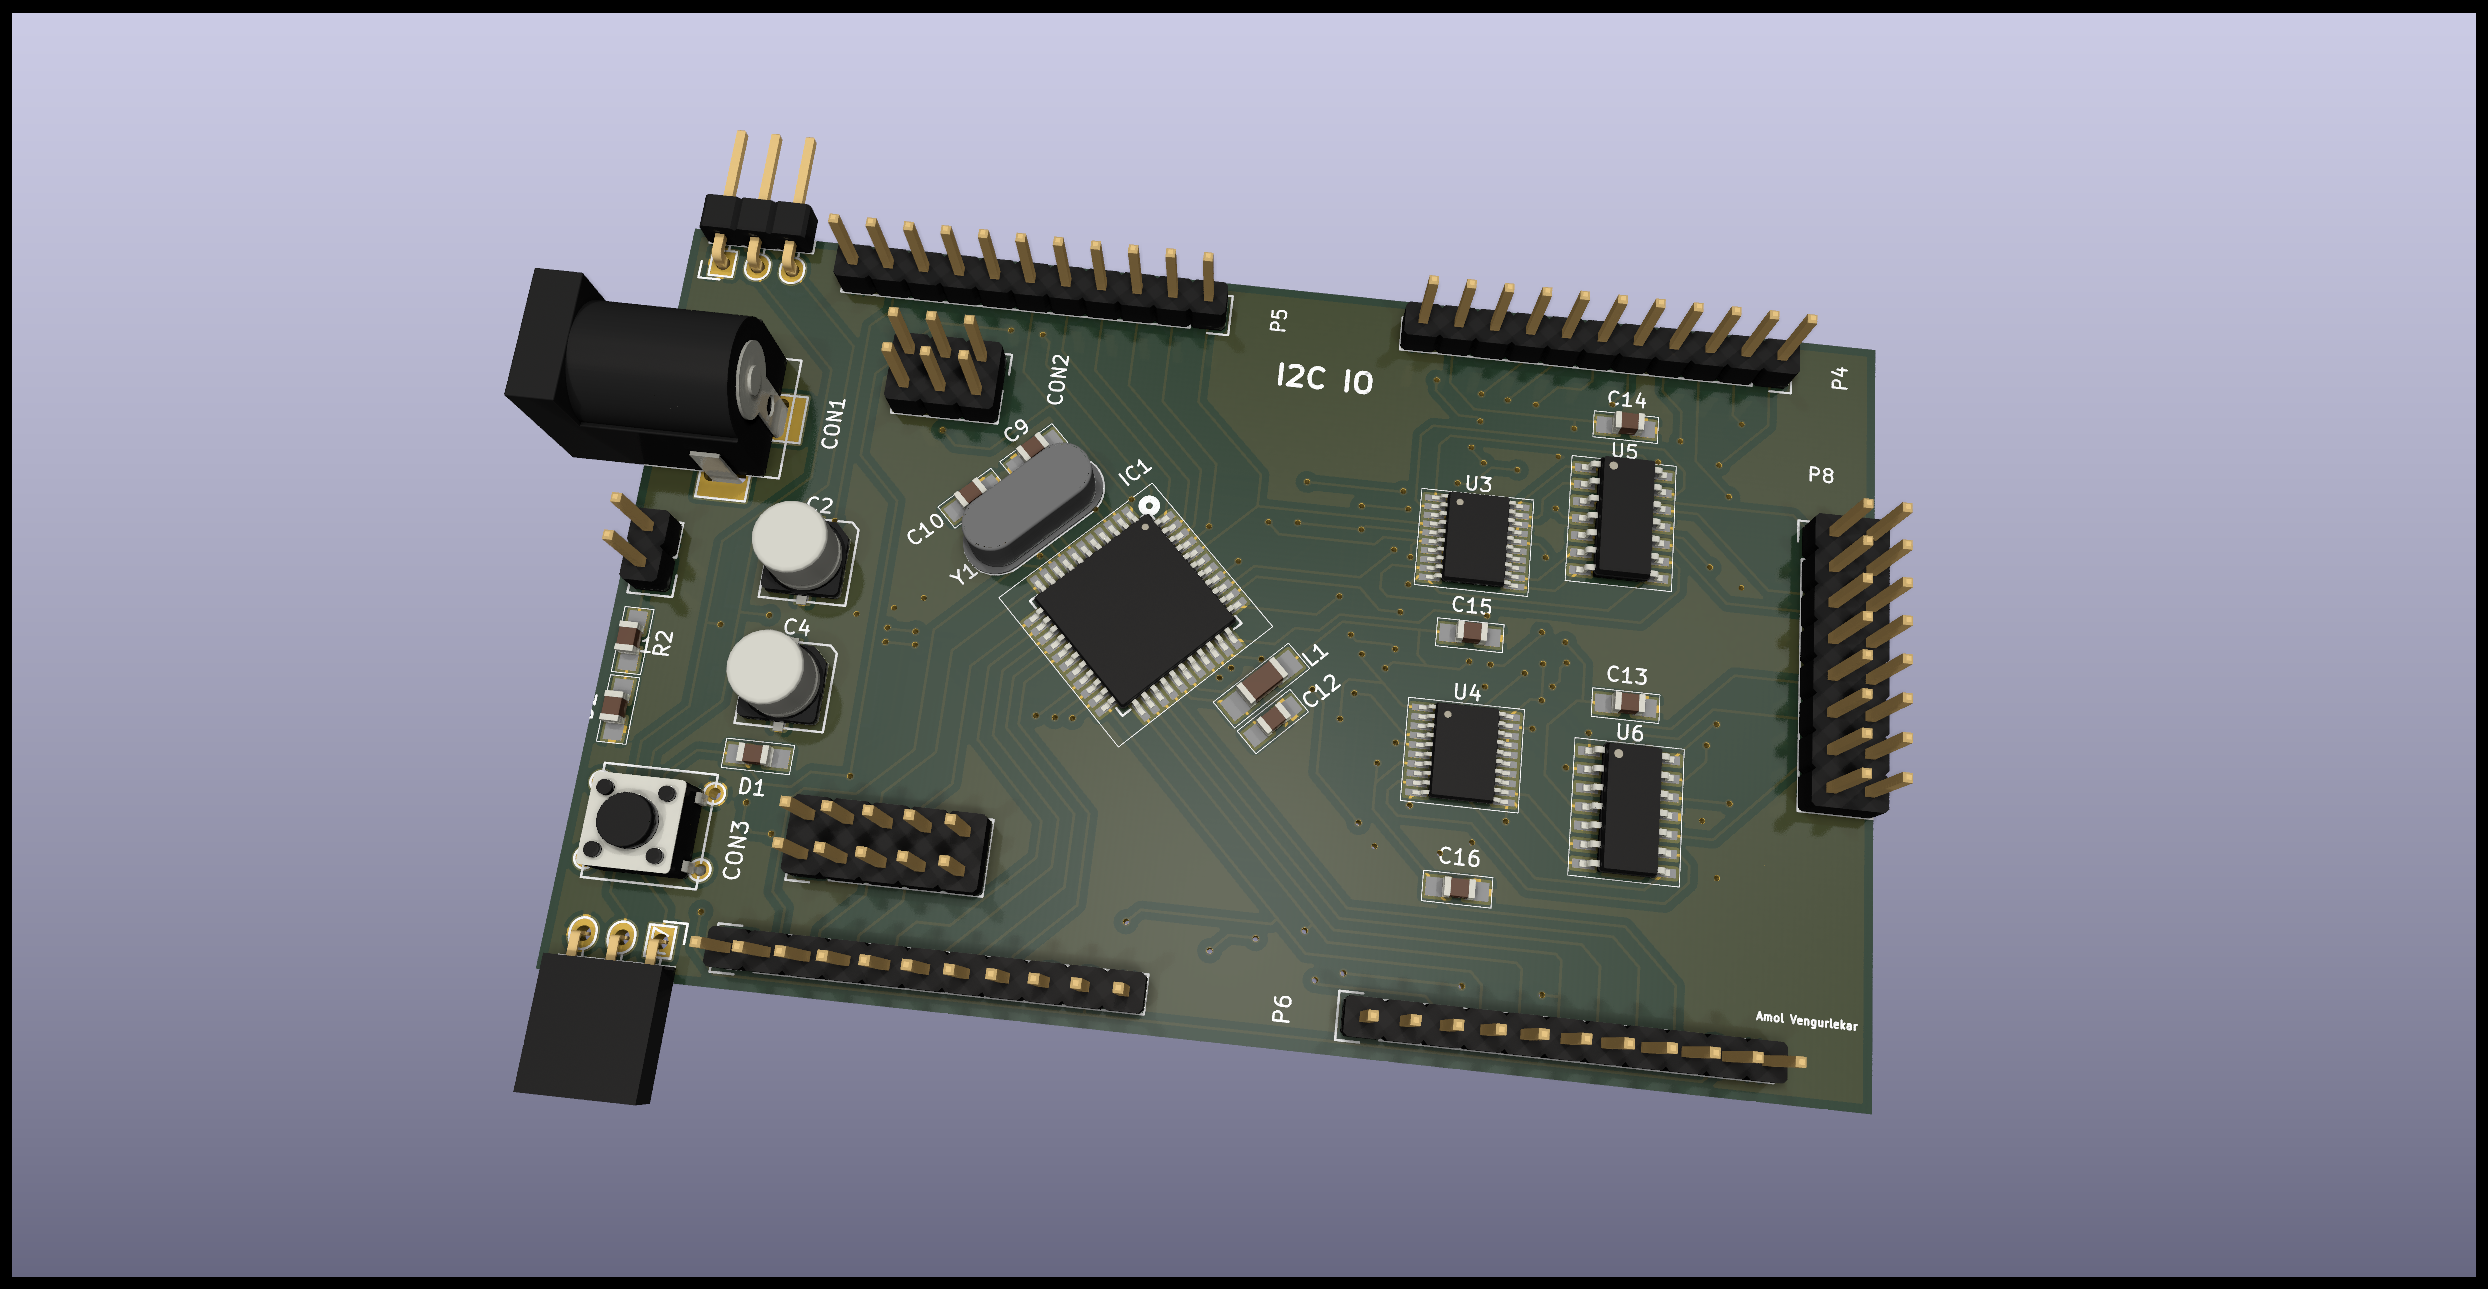 P5
I2C IO
P4
CON2
C14
CON1
C9
U5
IC1
P8
U3
C2
C10
Y1
C15
C4
R2
L1
C13
C12
U4
U6
D1
CON3
C16
P6
Amol Vengurlekar